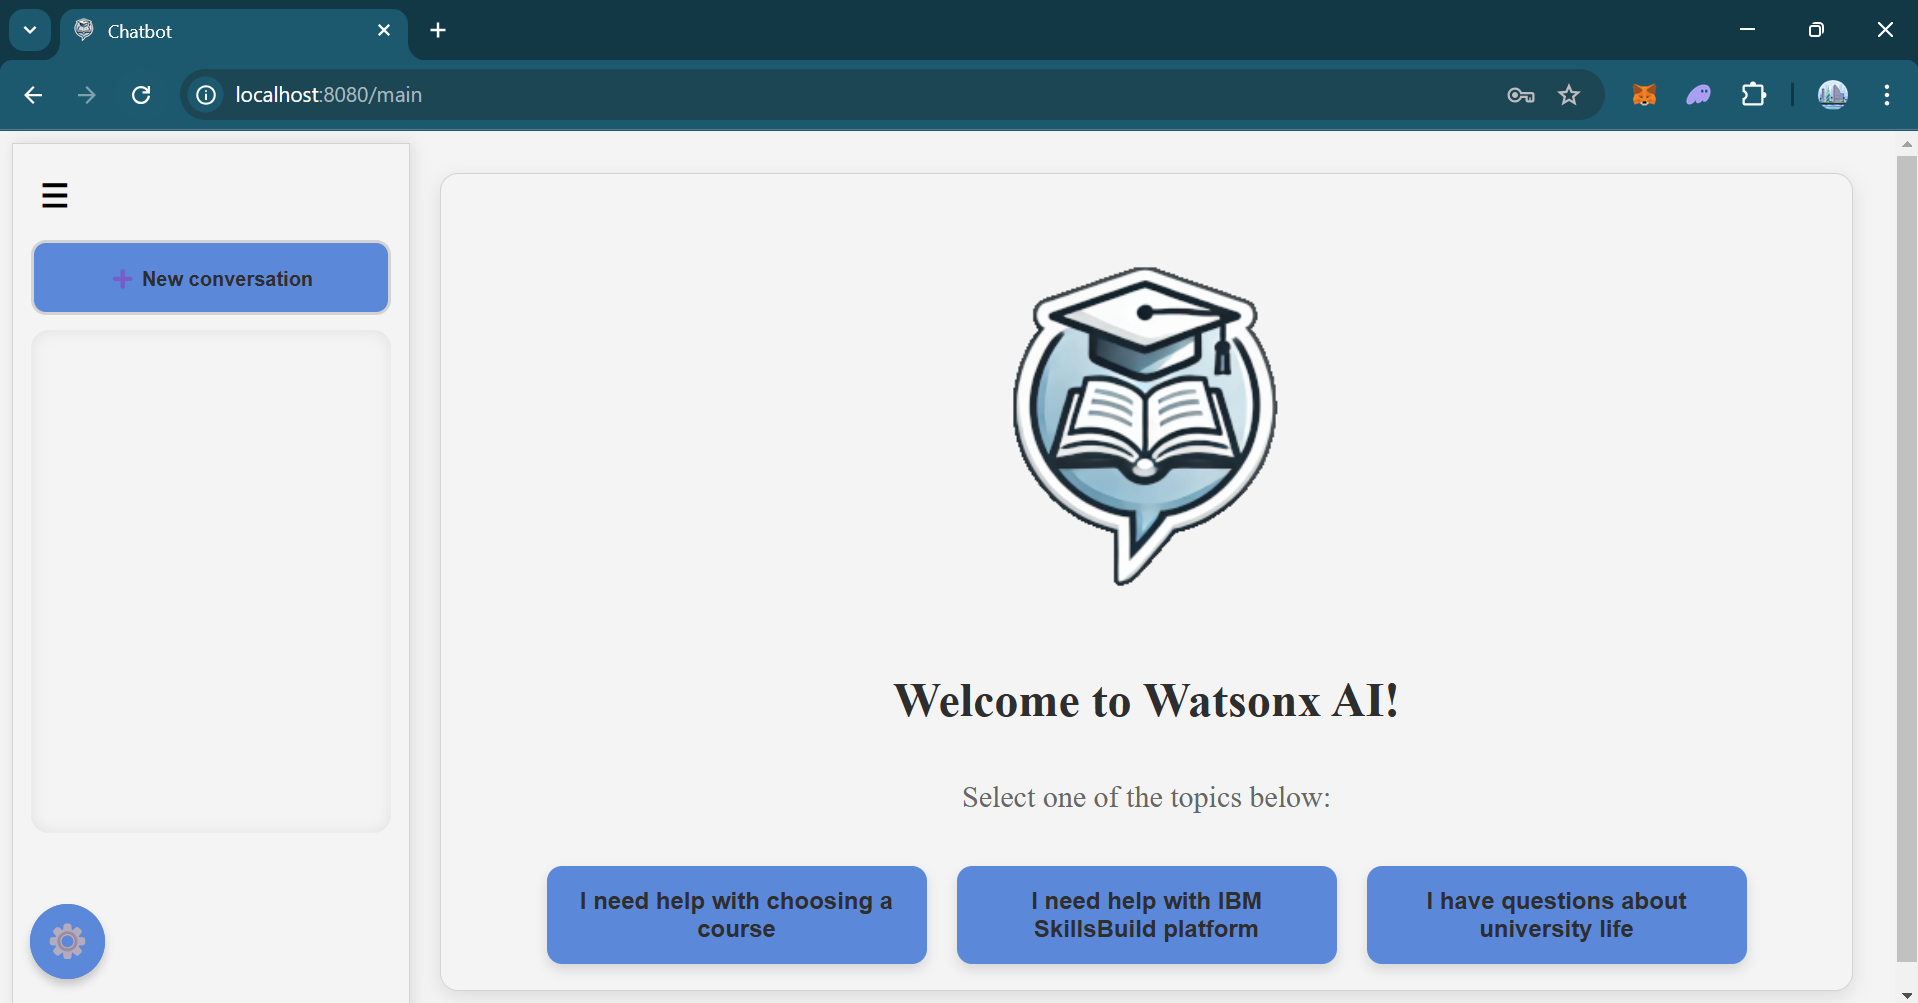 Chatbot
localhost:8080/main
New conversation
Welcome to Watsonx AI!
Select one of the topics below:
I need help with choosing a
course
I need help with IBM
SkillsBuild platform
I have questions about
university life